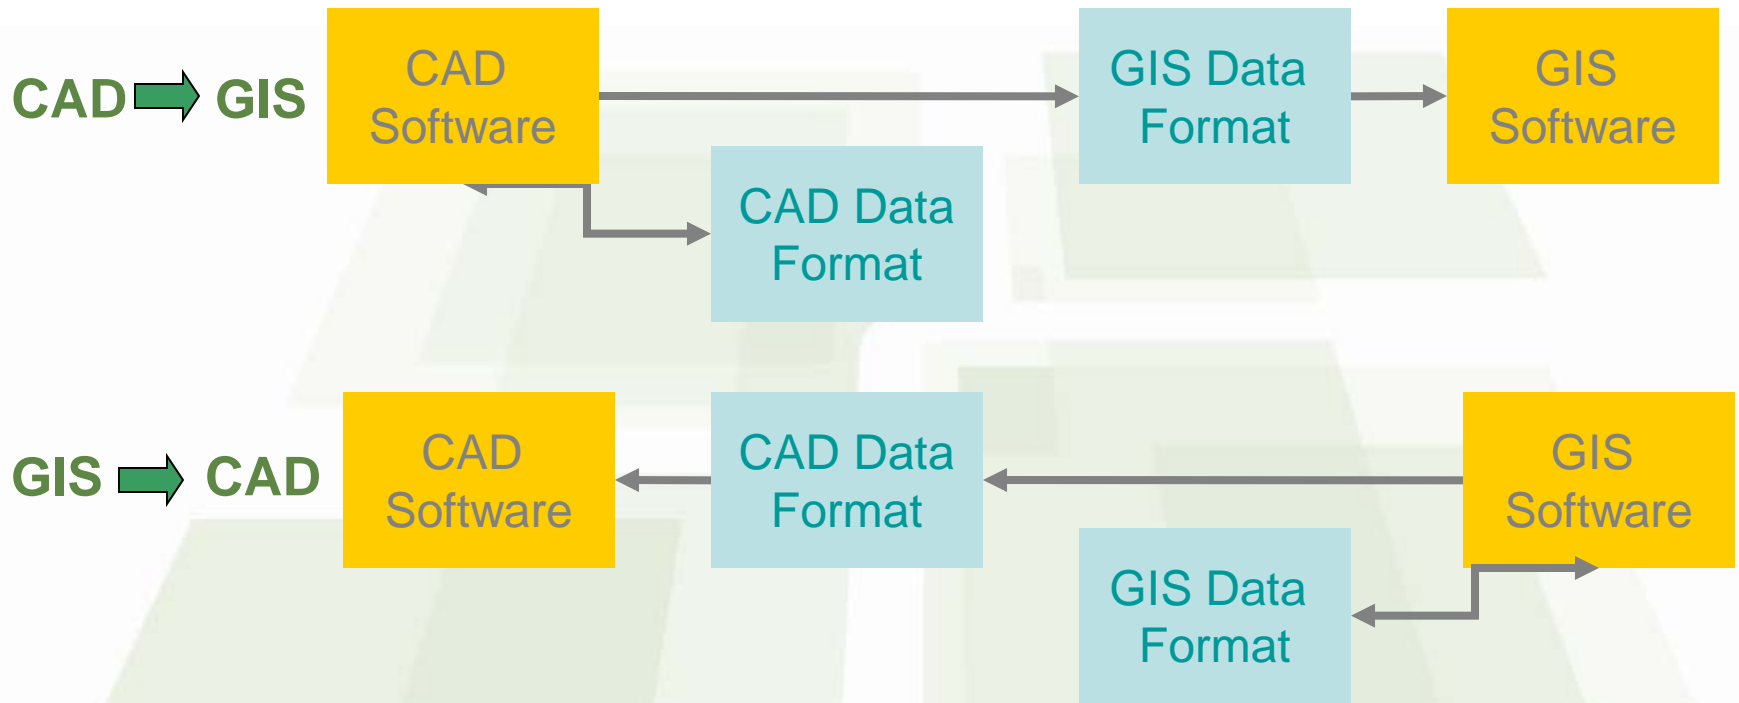 CAD GIS
CAD
Software
GIS Data
Format
GIS
Software
CAD Data
Format
GIS CAD
CAD
Software
CAD Data
Format
GIS
Software
GIS Data
Format